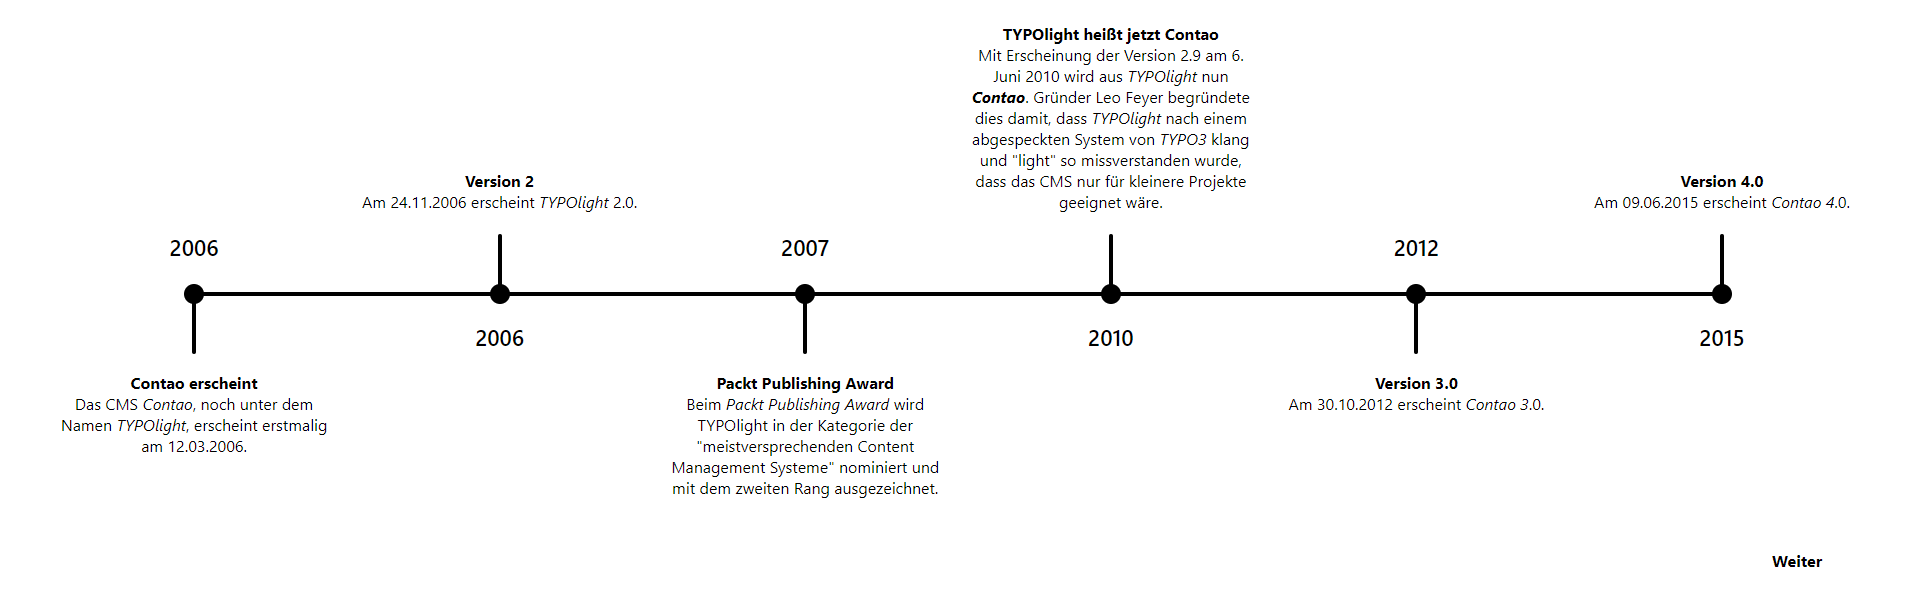 2006
Contao erscheint
Das CMS Contao, noch unter dem
Namen TYPOlight, erscheint erstmalig
am 12.03.2006.
Version 2
Am 24.11.2006 erscheint TYPOlight 2.0.
2006
2007
Packt Publishing Award
Beim Packt Publishing Award wird
TYPOlight in der Kategorie der
"meistversprechenden Content
Management Systeme" nominiert und
mit dem zweiten Rang ausgezeichnet.
TYPOlight heißt jetzt Contao
Mit Erscheinung der Version 2.9 am 6.
Juni 2010 wird aus TYPOlight nun
Contao. Gründer Leo Feyer begründete
dies damit, dass TYPOlight nach einem
abgespeckten System von TYPO3 klang
und "light" so missverstanden wurde,
dass das CMS nur für kleinere Projekte
geeignet wäre.
2010
2012
Version 3.0
Am 30.10.2012 erscheint Contao 3.0.
Version 4.0
Am 09.06.2015 erscheint Contao 4.0.
2015
Weiter